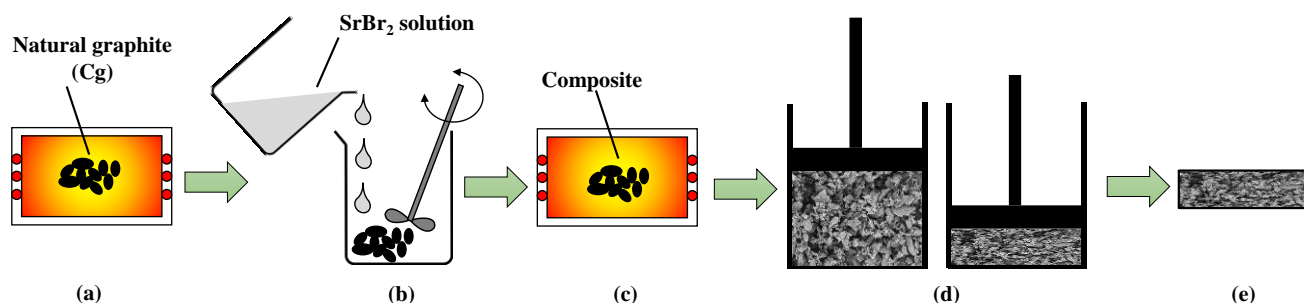 SrBr₂ solution
Natural graphite
(Cg)
Composite
(a)
(b)
(c)
(d)
(e)